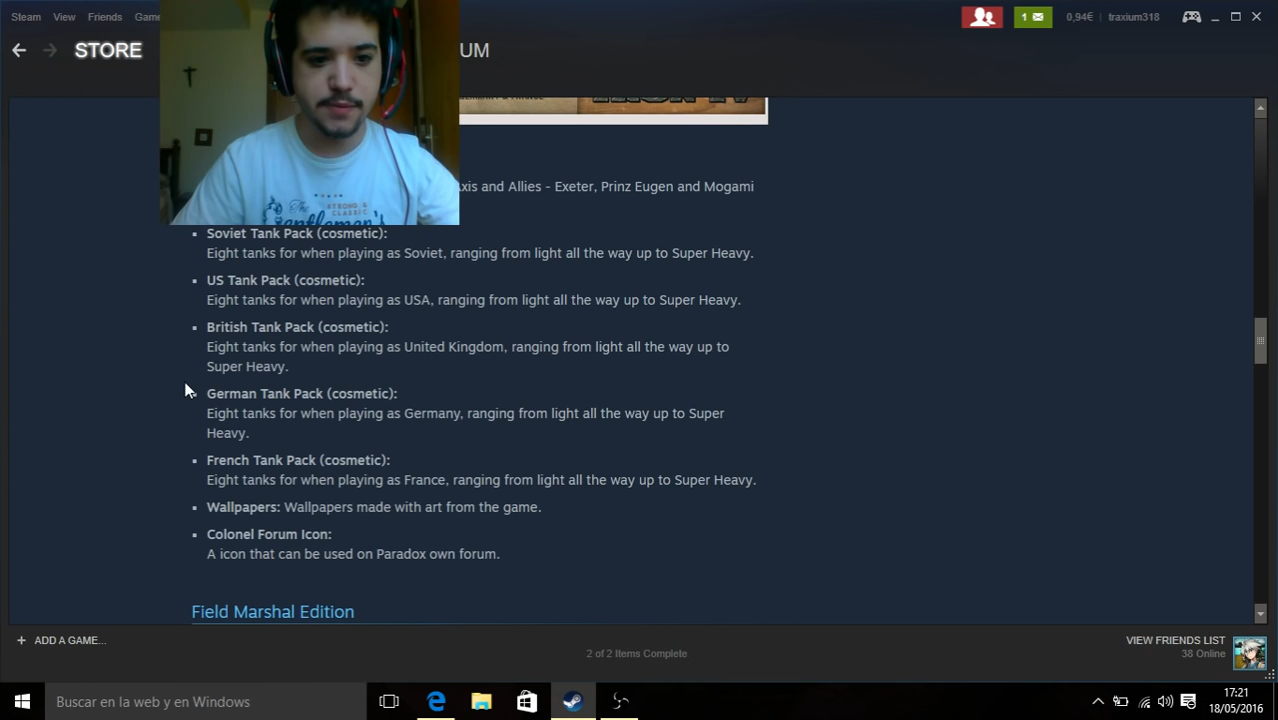 Steam View Friends Game
1
0,94€ traxium318
STORE
UM
xis and Allies - Exeter, Prinz Eugen and Mogami
Soviet Tank Pack (cosmetic):
Eight tanks for when playing as Soviet, ranging from light all the way up to Super Heavy.
US Tank Pack (cosmetic):
Eight tanks for when playing as USA, ranging from light all the way up to Super Heavy.
British Tank Pack (cosmetic):
Eight tanks for when playing as United Kingdom, ranging from light all the way up to
Super Heavy.
German Tank Pack (cosmetic):
Eight tanks for when playing as Germany, ranging from light all the way up to Super
Heavy.
French Tank Pack (cosmetic):
Eight tanks for when playing as France, ranging from light all the way up to Super Heavy.
Wallpapers: Wallpapers made with art from the game.
Colonel Forum Icon:
A icon that can be used on Paradox own forum.
Field Marshal Edition
+ ADD A GAME...
2 of 2 Items Complete
VIEW FRIENDS LIST
38 Online
Buscar en la web y en Windows
17:21
18/05/2016